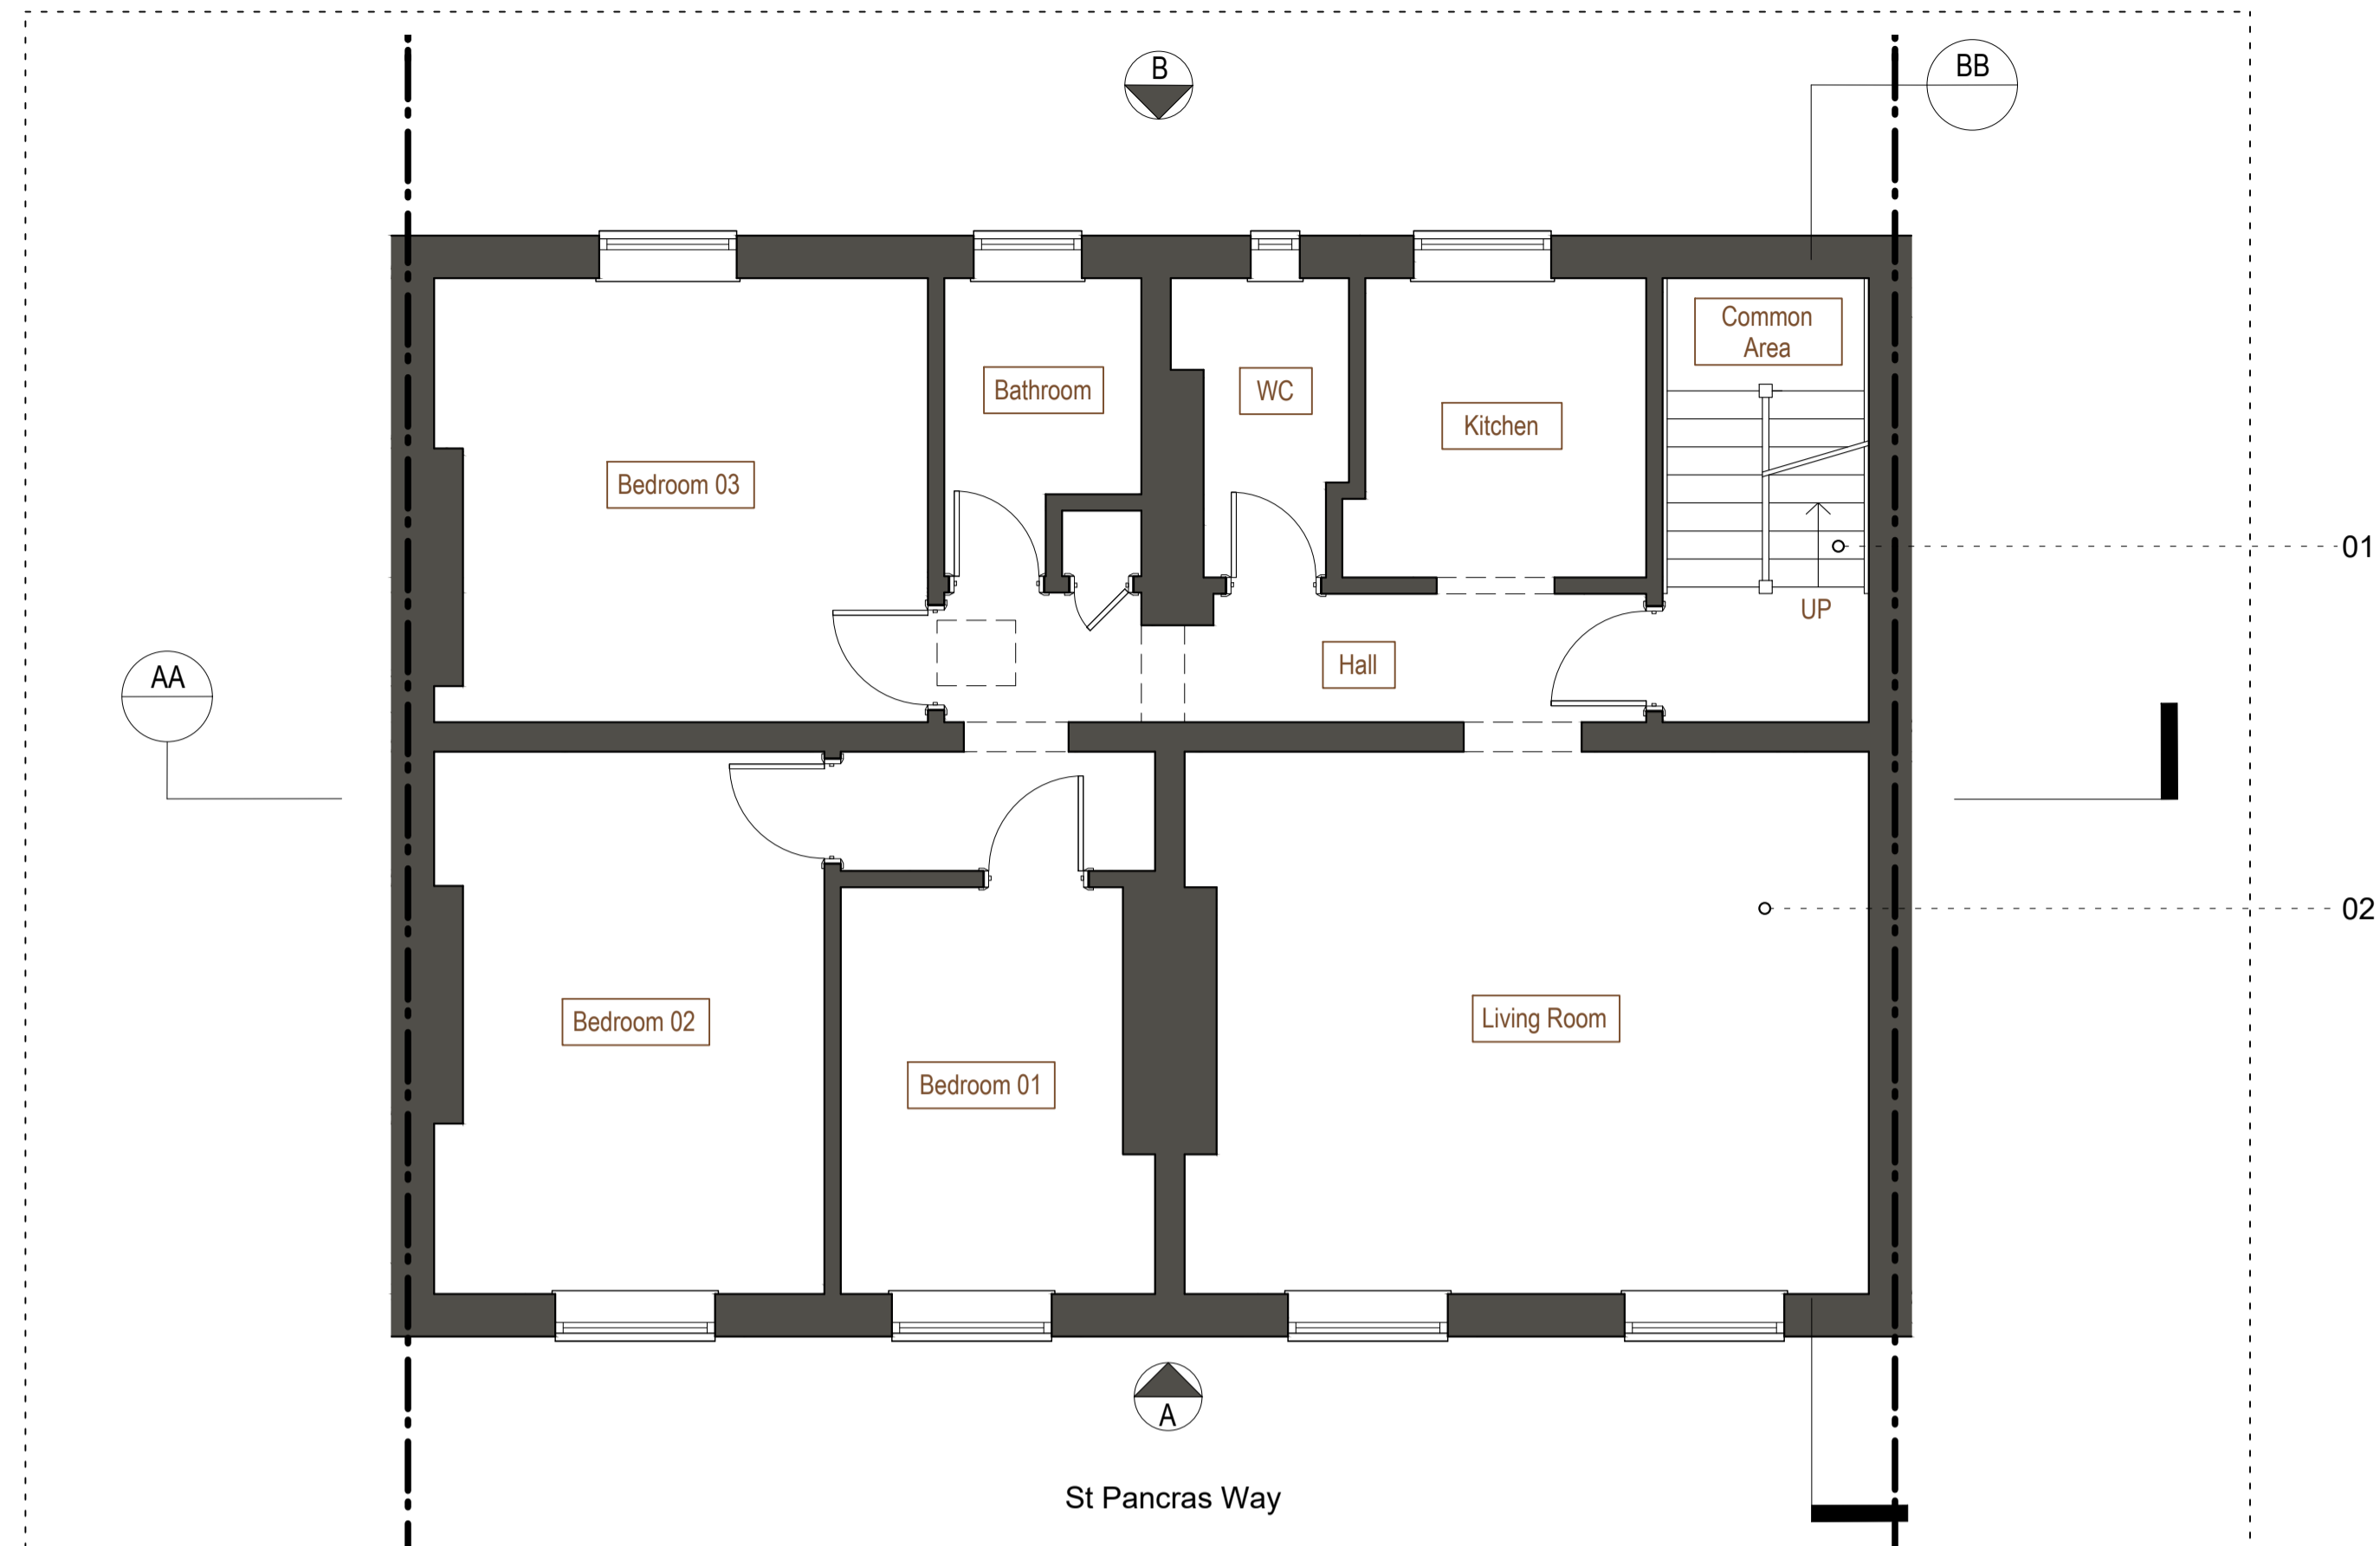 B
BB
Common
Area
Bathroom
WC
Kitchen
Bedroom 03
01
UP
Hall
AA
02
Living Room
Bedroom 02
Bedroom 01
A
St Pancras Way